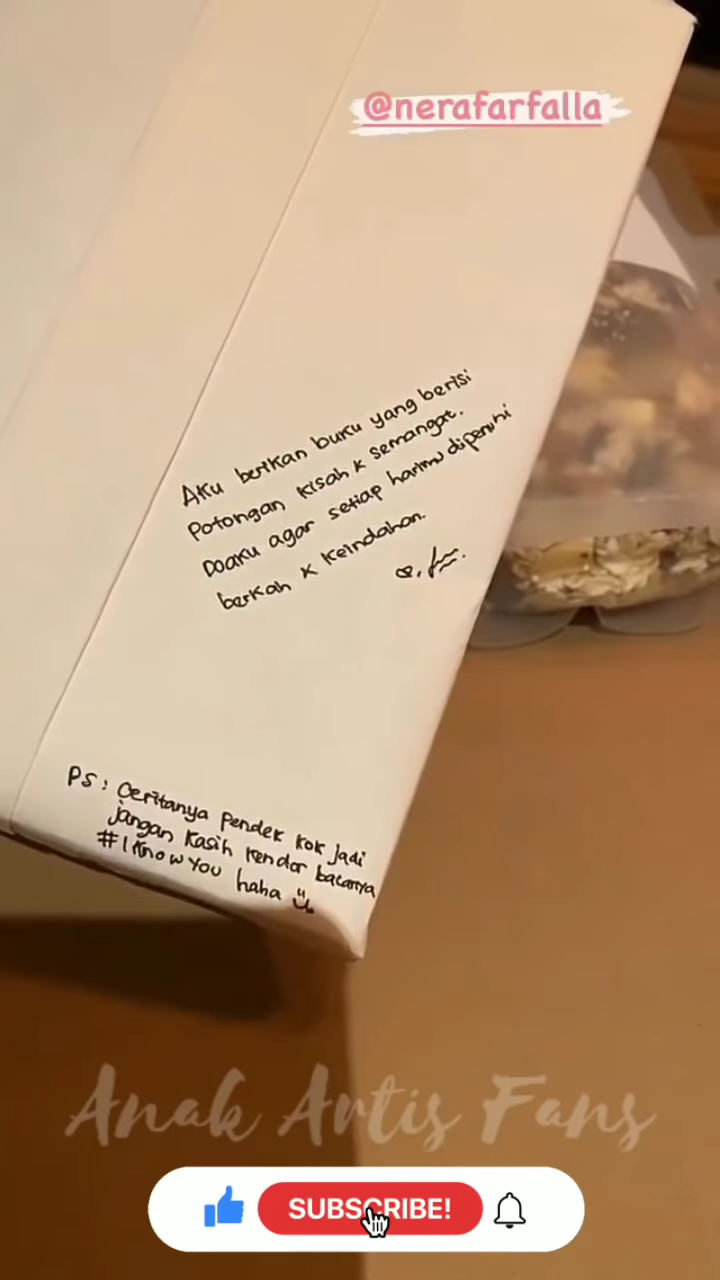 @nerafarfalla
Aku berikan buku yang berisi
Potongan kisah & semangat.
Doaku agar setiap harimu dipenuhi
berkah & keindahan.
PS: Ceritanya pendek kok jadi
jangan kasih kendor bacanya
#IKnowYou haha
Anak Artis Fans
SUBSCRIBE!